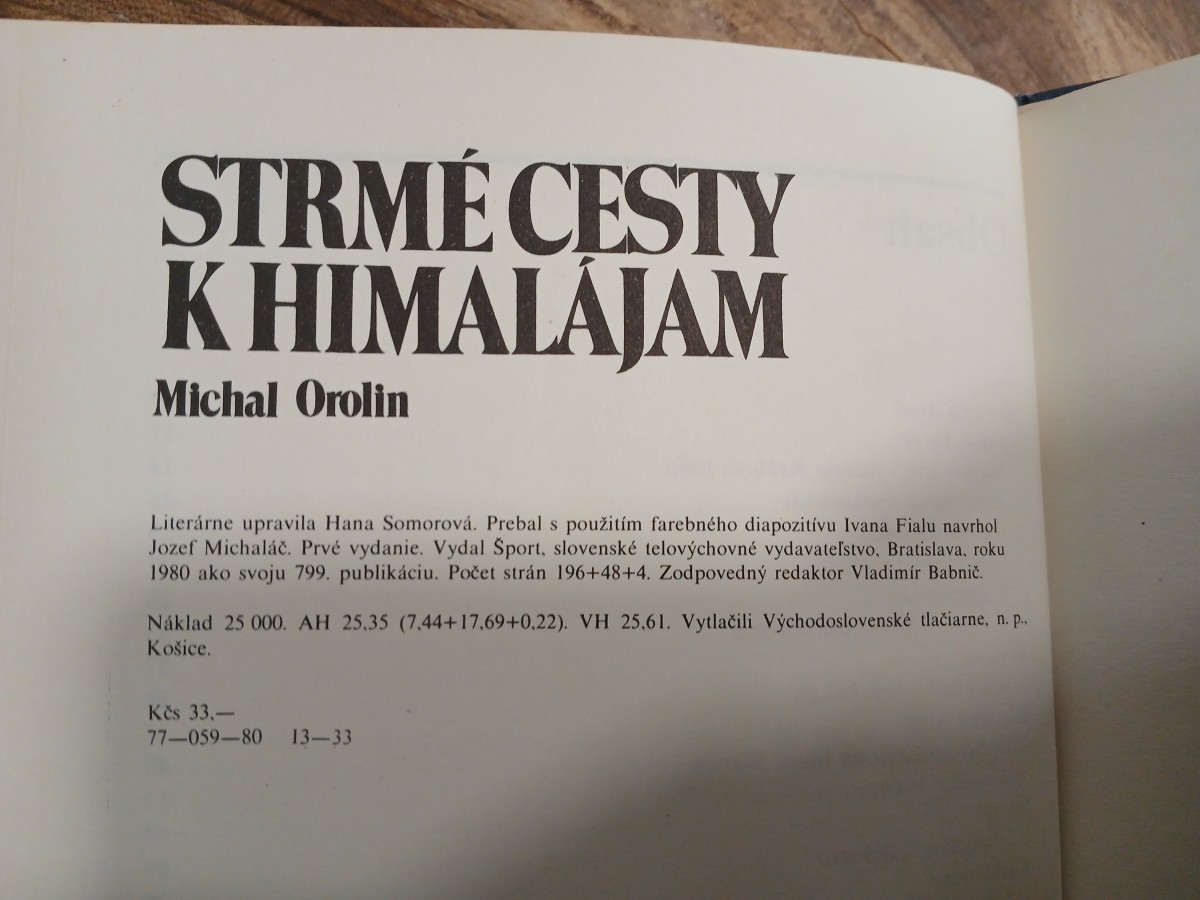 STRMÉ CESTY
K HIMALÁJAM
Michal Orolin
Literárne upravila Hana Somorová. Prebal s použitím farebného diapozitívu Ivana Fialu navrhol
Jozef Michaláč. Prvé vydanie. Vydal Šport, slovenské telovýchovné vydavateľstvo, Bratislava, roku
1980 ako svoju 799. publikáciu. Počet strán 196+48+4. Zodpovedný redaktor Vladimír Babnič.
Náklad 25 000. AH 25,35 (7,44+17,69+0,22). VH 25,61. Vytlačili Východoslovenské tlačiarne, n. p.,
Košice.
Kčs 33,—
77—059—80 13—33